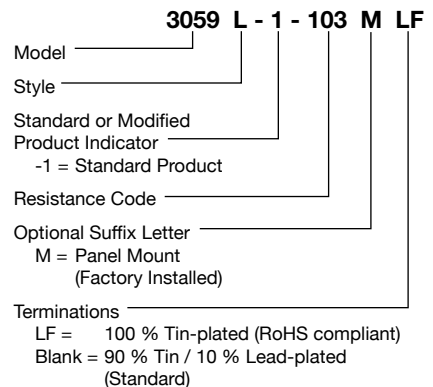 3059 L - 1 - 103 M LF
Model
Style
Standard or Modified
Product Indicator
-1 = Standard Product
Resistance Code
Optional Suffix Letter
M = Panel Mount
(Factory Installed)
Terminations
LF = 100 % Tin-plated (RoHS compliant)
Blank = 90 % Tin / 10 % Lead-plated
(Standard)